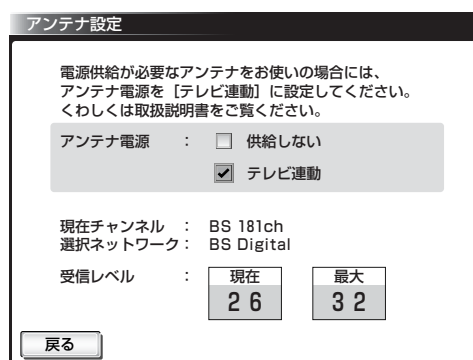 アンテナ設定
電源供給が必要なアンテナをお使いの場合には、
アンテナ電源を［テレビ連動］に設定してください。
くわしくは取扱説明書をご覧ください。
アンテナ電源 : 供給しない
テレビ連動
現在チャンネル : BS 181ch
選択ネットワーク : BS Digital
受信レベル : 現在 最大
26 32
戻る